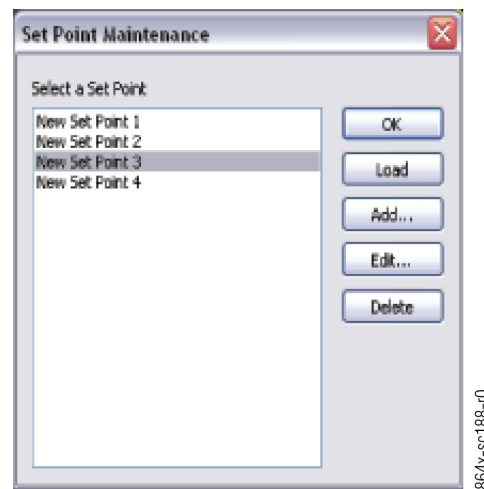 Set Point Maintenance
Select a Set Point
New Set Point 1
New Set Point 2
New Set Point 3
New Set Point 4
OK
Load
Add...
Edit...
Delete
864x-sc188-r0